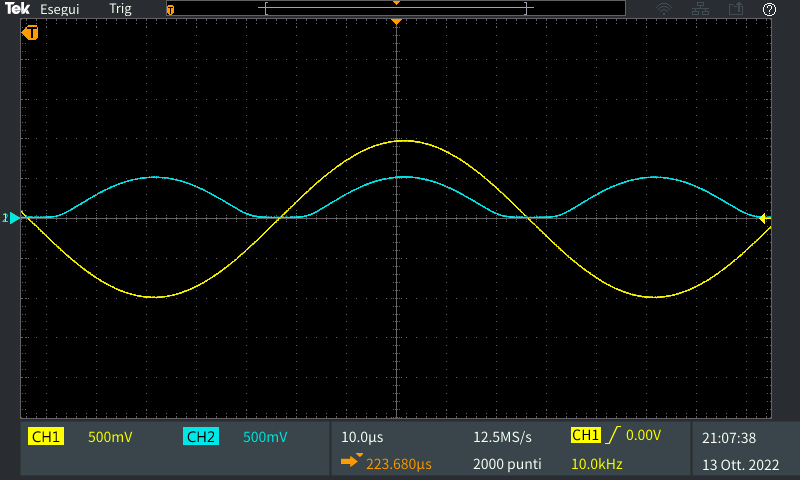 Tek Esegui Trig T ?
T
1
CH1 500mV CH2 500mV 10.0µs 12.5MS/s CH1 0.00V 21:07:38
223.680µs 2000 punti 10.0kHz 13 Ott. 2022